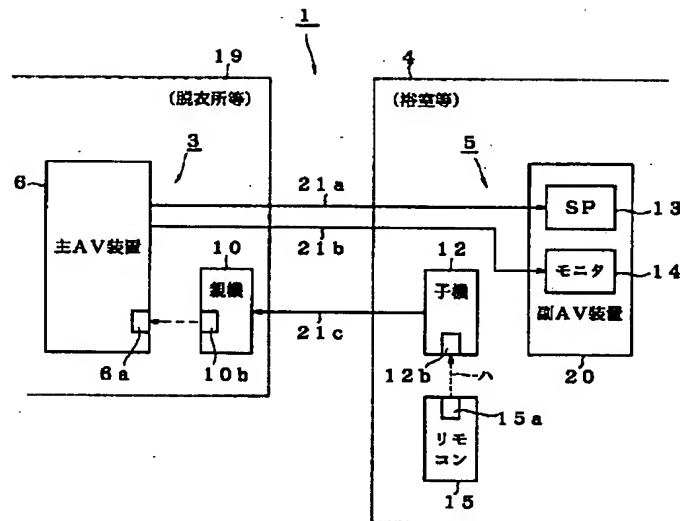 1
19
4
(脱衣所等)
(浴室等)
3
5
6
21a
SP
13
主AV装置
21b
10
12
モニタ
14
親機
子機
副AV装置
21c
6a
10b
12b
ハ
20
15a
リモ
コン
15